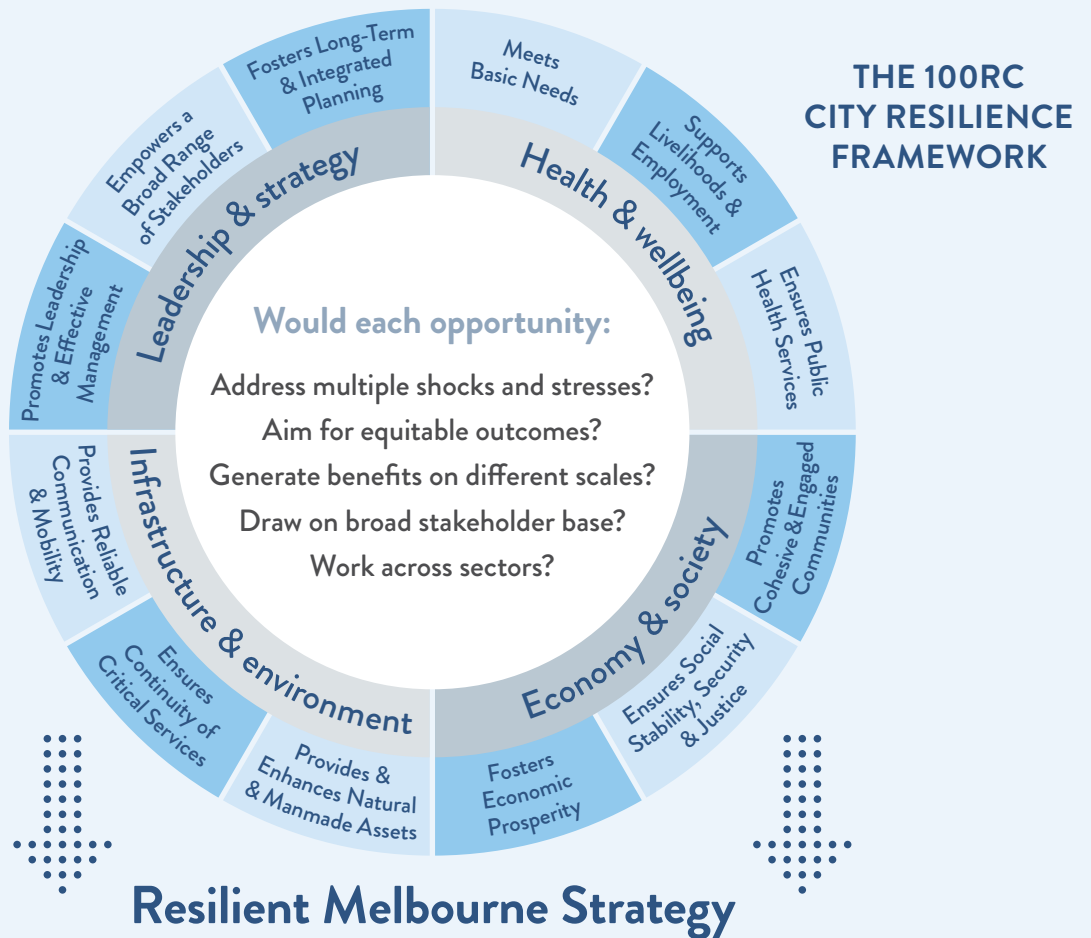 THE 100RC
CITY RESILIENCE
FRAMEWORK
Meets
Basic Needs
Supports
Livelihoods &
Employment
Ensures Public
Health Services
Health & wellbeing
Promotes
Cohesive & Engaged
Communities
Ensures Social
Stability, Security
& Justice
Fosters
Economic
Prosperity
Economy & society
Provides &
Enhances Natural
& Manmade Assets
Ensures
Continuity of
Critical Services
Provides Reliable
Communication
& Mobility
Infrastructure & environment
Promotes Leadership
& Effective
Management
Empowers a
Broad Range
of Stakeholders
Fosters Long-Term
& Integrated
Planning
Leadership & strategy
Would each opportunity:
Address multiple shocks and stresses?
Aim for equitable outcomes?
Generate benefits on different scales?
Draw on broad stakeholder base?
Work across sectors?
Resilient Melbourne Strategy